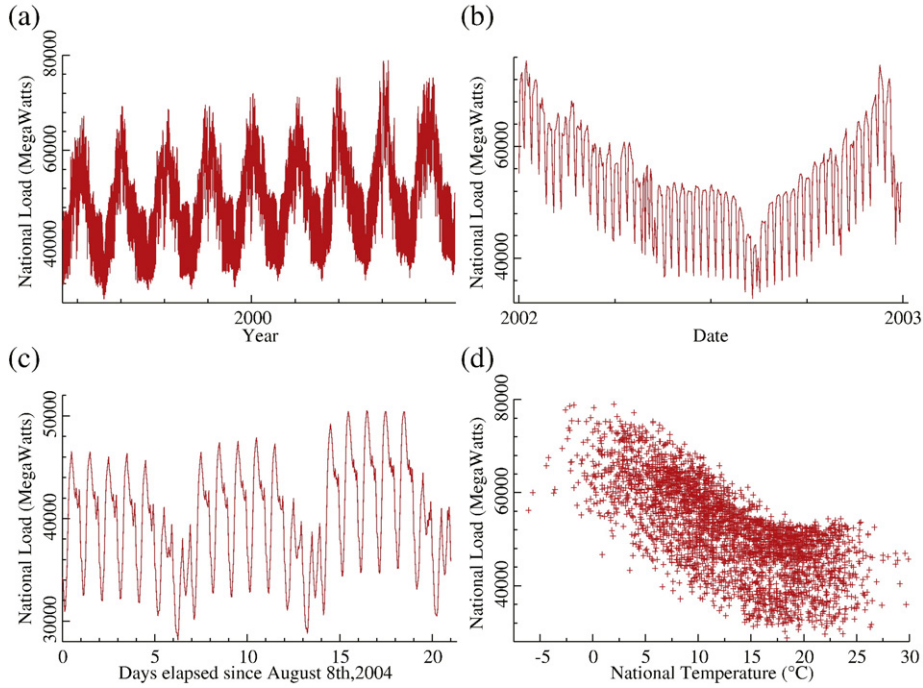 (a)
National Load (MegaWatts)
80000
60000
40000
2000
Year
(b)
National Load (MegaWatts)
60000
40000
2002
2003
Date
(c)
National Load (MegaWatts)
50000
40000
30000
0
5
10
15
20
Days elapsed since August 8th,2004
(d)
National Load (MegaWatts)
80000
60000
40000
-5
0
5
10
15
20
25
30
National Temperature (°C)